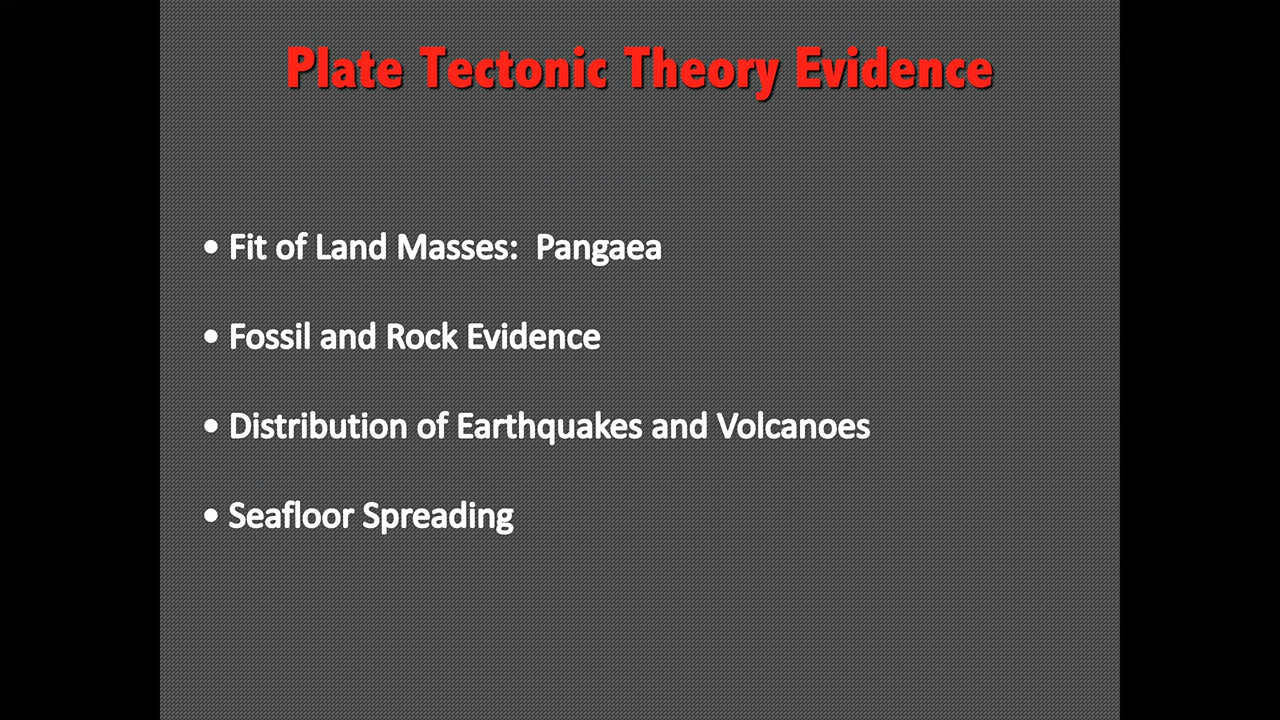 Plate Tectonic Theory Evidence
• Fit of Land Masses:  Pangaea
• Fossil and Rock Evidence
• Distribution of Earthquakes and Volcanoes
• Seafloor Spreading